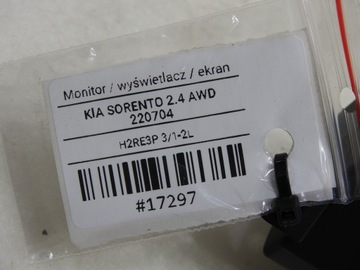 Monitor / wyświetlacz / ekran
KIA SORENTO 2.4 AWD
220704
H2RE3P 3/1-2L
#17297